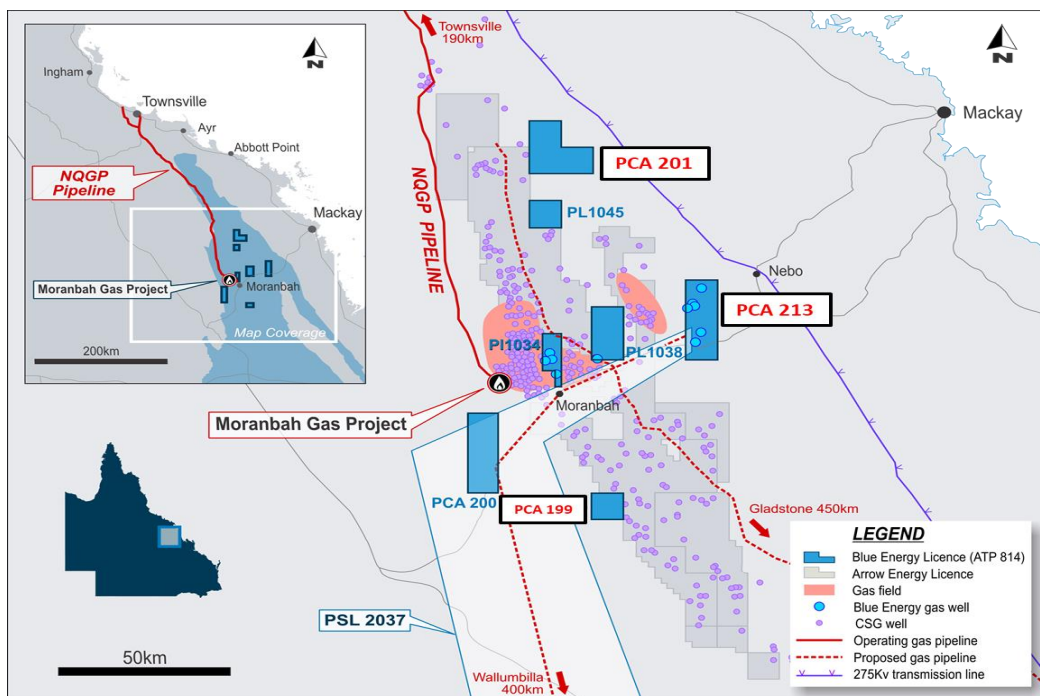 N
Ingham
Townsville
Ayr
Abbott Point
NQGP
Pipeline
Mackay
Moranbah Gas Project
Moranbah
Map Coverage
200km
Townsville
190km
N
Mackay
PCA 201
NQGP PIPELINE
PL1045
Nebo
PCA 213
Pl1034
PL1038
Moranbah Gas Project
Moranbah
PCA 200
PCA 199
Gladstone 450km
PSL 2037
50km
Wallumbilla
400km
LEGEND
Blue Energy Licence (ATP 814)
Arrow Energy Licence
Gas field
Blue Energy gas well
CSG well
Operating gas pipeline
Proposed gas pipeline
275Kv transmission line